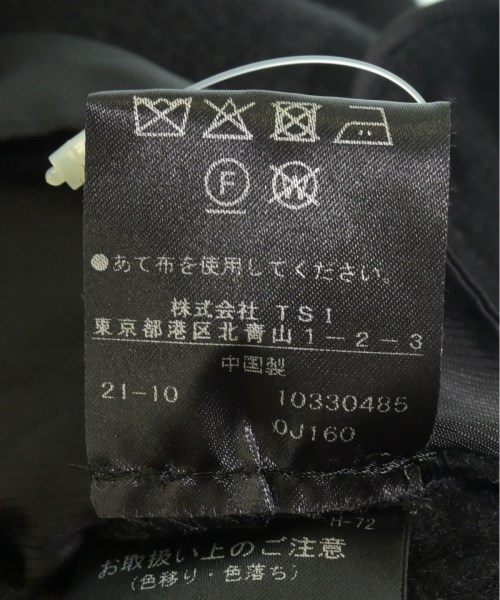 F W
●あて布を使用してください。
株式会社 TSI
東京都港区北青山1-2-3
中国製
21-10 10330485
0J160
H-72
お取扱い上のご注意
(色移り・色落ち)